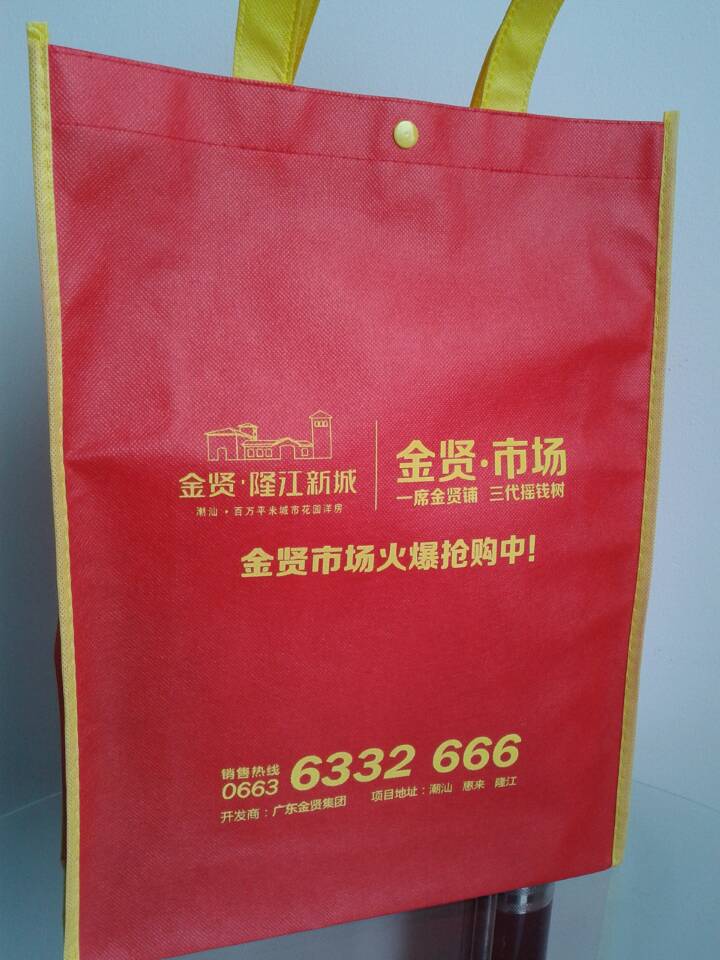 金贤·隆江新城
潮汕·百万平米城市花园洋房
金贤·市场
一席金贤铺 三代摇钱树
金贤市场火爆抢购中!
销售热线
0663 6332 666
开发商:广东金贤集团 项目地址:潮汕 惠来 隆江